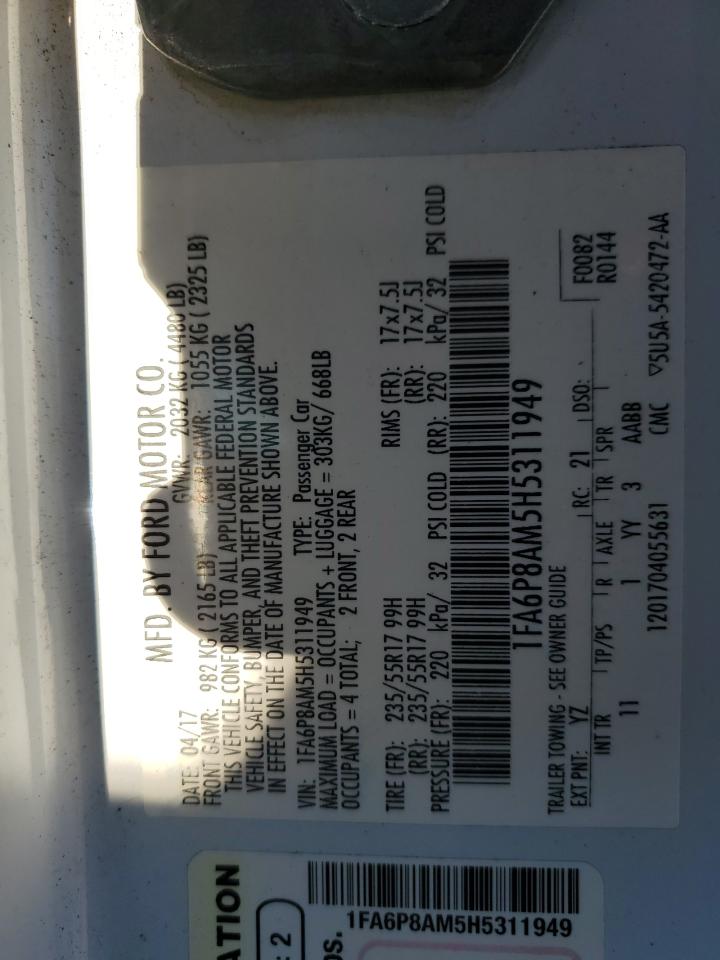 MFD. BY FORD MOTOR CO.
DATE: 04/17 GVWR: 2032 KG ( 4480 LB)
FRONT GAWR: 982 KG ( 2165 LB) REAR GAWR: 1055 KG ( 2325 LB)
THIS VEHICLE CONFORMS TO ALL APPLICABLE FEDERAL MOTOR
VEHICLE SAFETY, BUMPER, AND THEFT PREVENTION STANDARDS
IN EFFECT ON THE DATE OF MANUFACTURE SHOWN ABOVE.
VIN: 1FA6P8AM5H5311949 TYPE: Passenger Car
MAXIMUM LOAD = OCCUPANTS + LUGGAGE = 303KG/ 668LB
OCCUPANTS = 4 TOTAL; 2 FRONT, 2 REAR
TIRE (FR): 235/55R17 99H RIMS (FR): 17x7.5J
(RR): 235/55R17 99H (RR): 17x7.5J
PRESSURE (FR): 220 kPa/ 32 PSI COLD (RR): 220 kPa/ 32 PSI COLD
1FA6P8AM5H5311949
TRAILER TOWING - SEE OWNER GUIDE
EXT PNT: YZ RC: 21 DSO: F0082
R0144
INT TR TP/PS R AXLE TR SPR
11 1 YY 3 AABB
1201704055631 CMC ▽5U5A-5420472-AA
ATION
: 2
os.
1FA6P8AM5H5311949